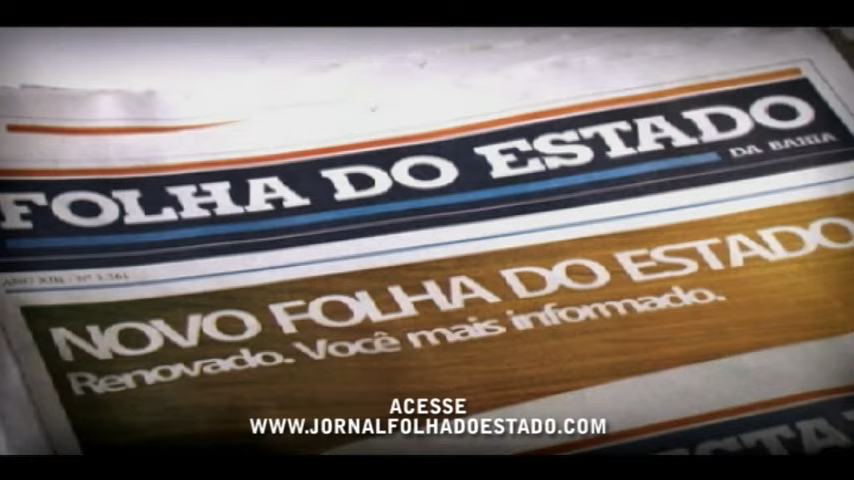 FOLHA DO ESTADO
DA BAHIA
NOVO FOLHA DO ESTADO
Renovado. Você mais informado.
ACESSE
WWW.JORNALFOLHADOESTADO.COM